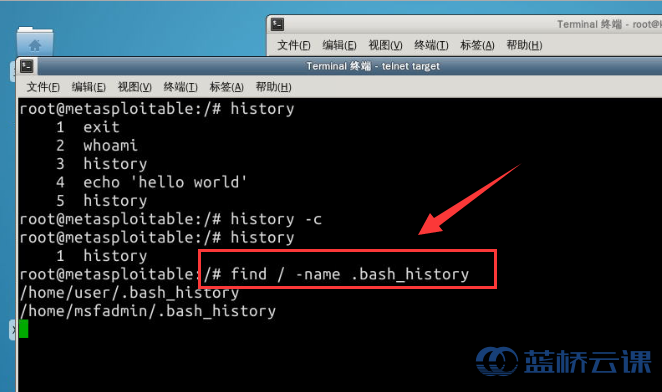 Terminal 终端 - root@k
文件(F) 编辑(E) 视图(V) 终端(T) 标签(A) 帮助(H)
Terminal 终端 - telnet target
文件(F) 编辑(E) 视图(V) 终端(T) 标签(A) 帮助(H)
root@metasploitable:/# history
1 exit
2 whoami
3 history
4 echo 'hello world'
5 history
root@metasploitable:/# history -c
root@metasploitable:/# history
1 history
root@metasploitable:/# find / -name .bash_history
/home/user/.bash_history
/home/msfadmin/.bash_history
蓝桥云课